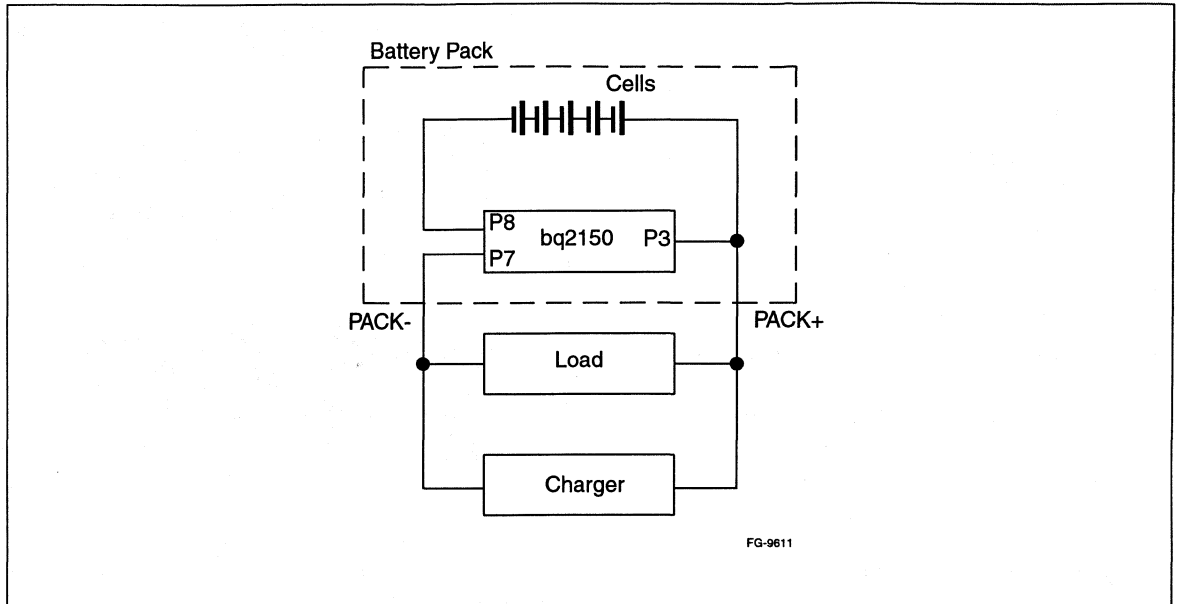 Battery Pack
Cells
P8
bq2150
P3
P7
PACK-
PACK+
Load
Charger
FG-9611